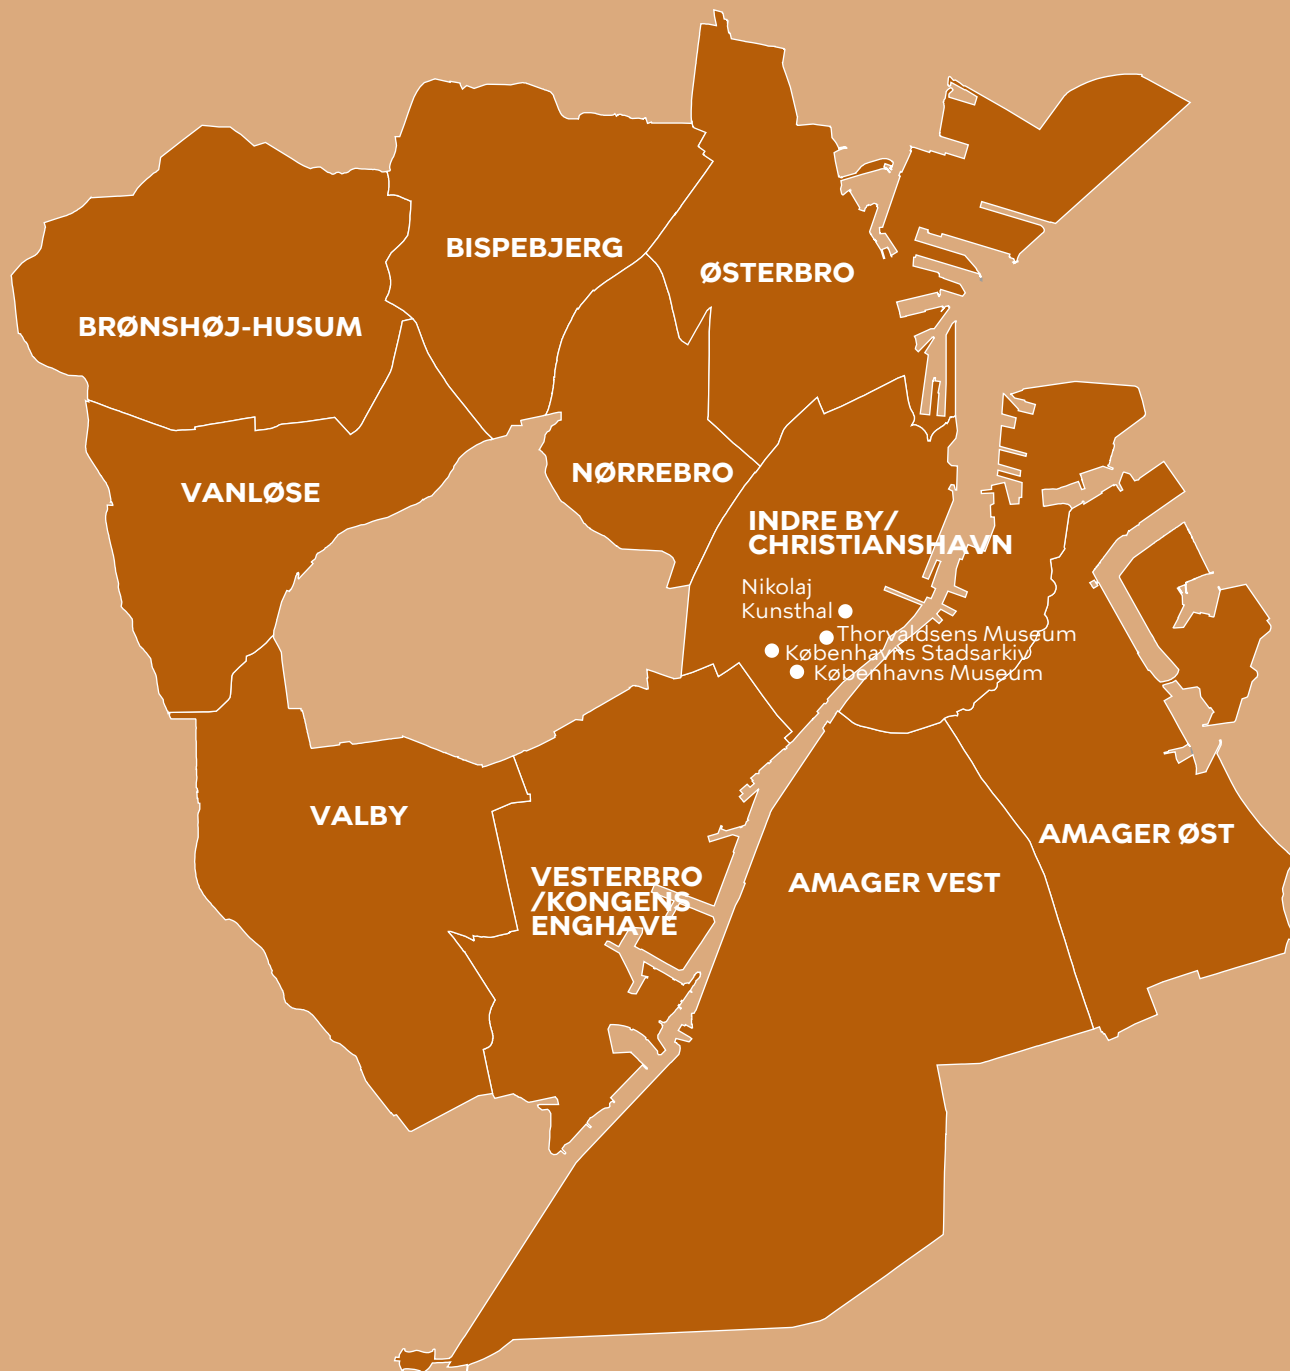 BISPEBJERG
ØSTERBRO
BRØNSHØJ-HUSUM
NØRREBRO
VANLØSE
INDRE BY/
CHRISTIANSHAVN
Nikolaj
Kunsthal
Thorvaldsens Museum
Københavns Stadsarkiv
Københavns Museum
VALBY
AMAGER ØST
VESTERBRO
/KONGENS
ENGHAVE
AMAGER VEST